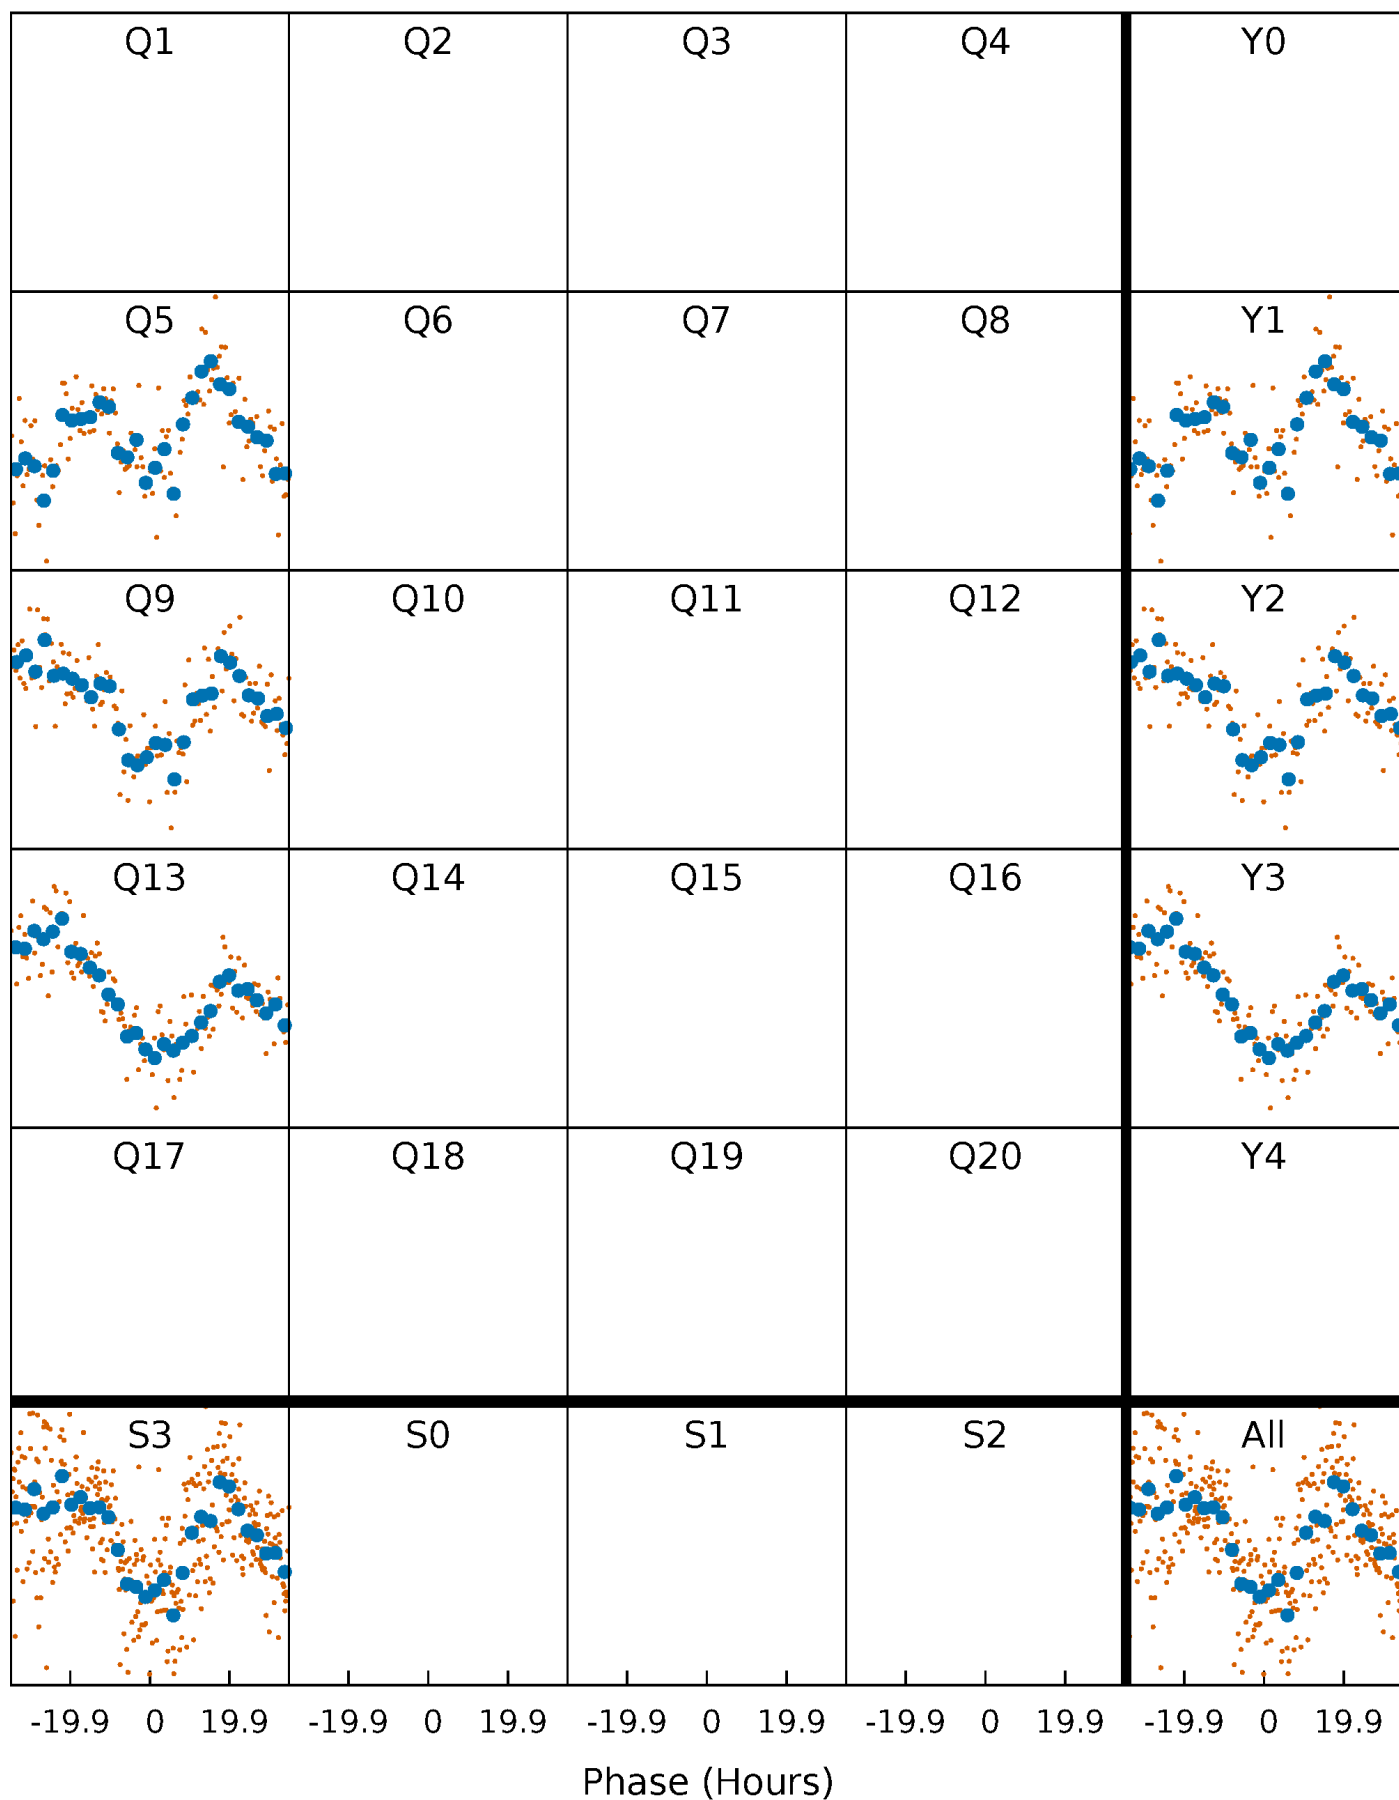 Q1 Q2 Q3 Q4 Y0
Q5 Q6 Q7 Q8 Y1
Q9 Q10 Q11 Q12 Y2
Q13 Q14 Q15 Q16 Y3
Q17 Q18 Q19 Q20 Y4
S3 S0 S1 S2 All
-19.9 0 19.9 -19.9 0 19.9 -19.9 0 19.9 -19.9 0 19.9 -19.9 0 19.9
Phase (Hours)